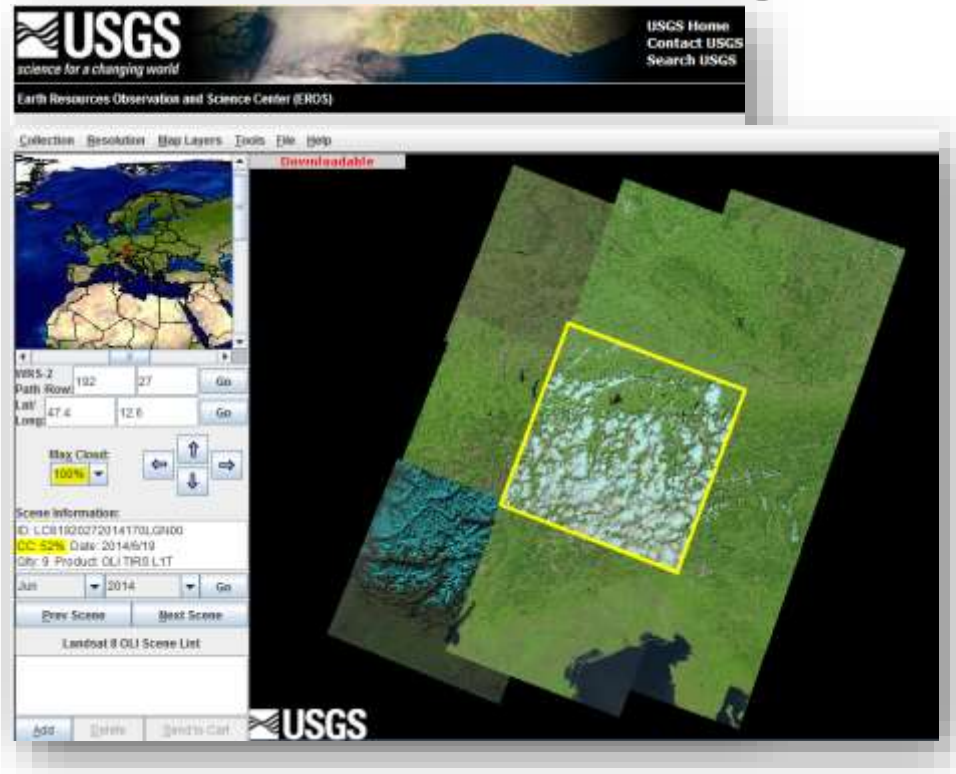 USGS
science for a changing world
USGS Home
Contact USGS
Search USGS
Earth Resources Observation and Science Center (EROS)
Collection Resolution Map Layers Tools File Help
Downloadable
WRS-2
Path/Row: 192 27 Go
Lat/
Long: 47.4 12.6 Go
Max Cloud:
100%
Scene Information:
ID: LC81920272014170LGN00
CC: 52% Date: 2014/6/19
Qlty: 9 Product: OLI TIRS L1T
Jun 2014 Go
Prev Scene Next Scene
Landsat 8 OLI Scene List
Add Delete Send to Cart
USGS